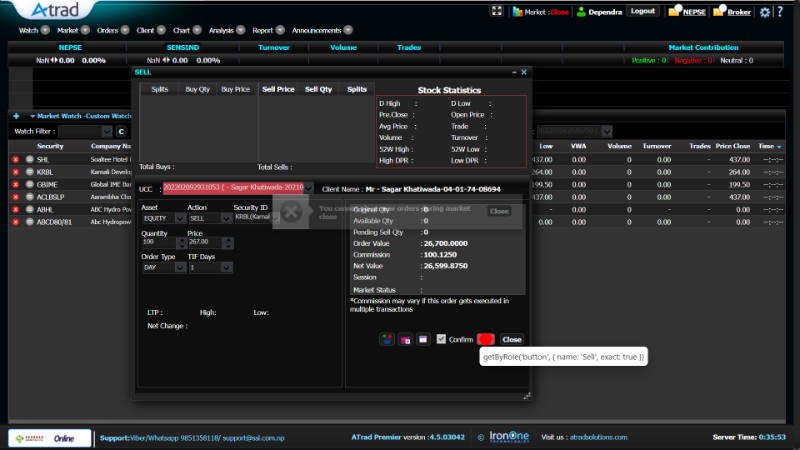 Atrad
Market :Close Dependra Logout NEPSE Broker ?
Watch Market Orders Client Chart Analysis Report Announcements
NEPSE SENSIND Turnover Volume Trades Market Contribution
NaN 0.00 0.00% NaN 0.00 0.00% Positive : 0 Negative : 0 Neutral : 0
SELL
Splits Buy Qty Buy Price Sell Price Sell Qty Splits
Stock Statistics
D High : D Low :
Pre.Close : Open Price :
Avg Price : Trade :
Volume : Turnover :
52W High : 52W Low :
High DPR : Low DPR :
Total Buys : Total Sells :
Market Watch -Custom Watch
Watch Filter : C
Security Company Na Low VWA Volume Turnover Trades Price Close Time
SHL Soaltee Hotel 437.00 0.00 0 0.00 - 437.00 --:--:--
KRBL Karnali Develo 264.00 0.00 0 0.00 - 264.00 --:--:--
GBIME Global IME Ban 199.50 0.00 0 0.00 - 199.50 --:--:--
ACLBSLP Aarambha Cha 437.00 0.00 0 0.00 - 437.00 --:--:--
ABHL ABC Hydro Pow 0.00 0.00 0 0.00 - 0.00 --:--:--
ABCD80/81 Abc Hydropow 0.00 0.00 0 0.00 - 0.00 --:--:--
UCC : 202202092931053 ( - Sagar Khatiwada-20210 Client Name : Mr - Sagar Khatiwada-04-01-74-08694
Asset Action Security ID
EQUITY SELL KRBL(Karnal
Quantity Price
100 267.00
Order Type TIF Days
DAY 1
LTP : High: Low:
Net Change :
close
Close
Original Qty : 0
Available Qty : 0
Pending Sell Qty : 0
Order Value : 26,700.0000
Commission : 100.1250
Net Value : 26,599.8750
Session :
Market Status :
*Commission may vary if this order gets executed in
multiple transactions
Confirm Close
getByRole('button', { name: 'Sell', exact: true })
Online Support:Viber/Whatsapp 9851358118/ support@ssl.com.np ATrad Premier version :4.5.03042 © IronOne TECHNOLOGIES Visit us : atradsolutions.com Server Time: 0:35:53